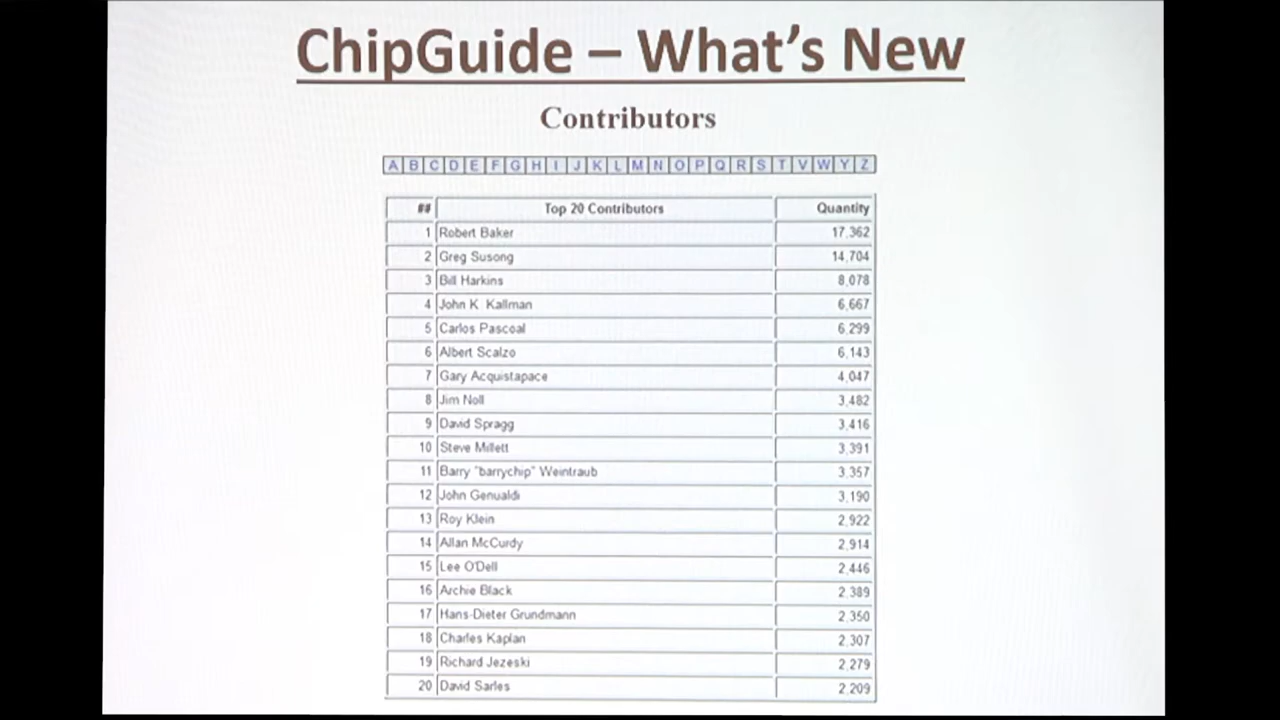 ChipGuide – What's New
Contributors
A B C D E F G H I J K L M N O P Q R S T V W Y Z
## Top 20 Contributors Quantity
1 Robert Baker 17,362
2 Greg Susong 14,704
3 Bill Harkins 8,078
4 John K. Kallman 6,667
5 Carlos Pascoal 6,299
6 Albert Scalzo 6,143
7 Gary Acquistapace 4,047
8 Jim Noll 3,482
9 David Spragg 3,416
10 Steve Millett 3,391
11 Barry "barrychip" Weintraub 3,357
12 John Genualdi 3,190
13 Roy Klein 2,922
14 Allan McCurdy 2,914
15 Lee O'Dell 2,446
16 Archie Black 2,389
17 Hans-Dieter Grundmann 2,350
18 Charles Kaplan 2,307
19 Richard Jezeski 2,279
20 David Sarles 2,209